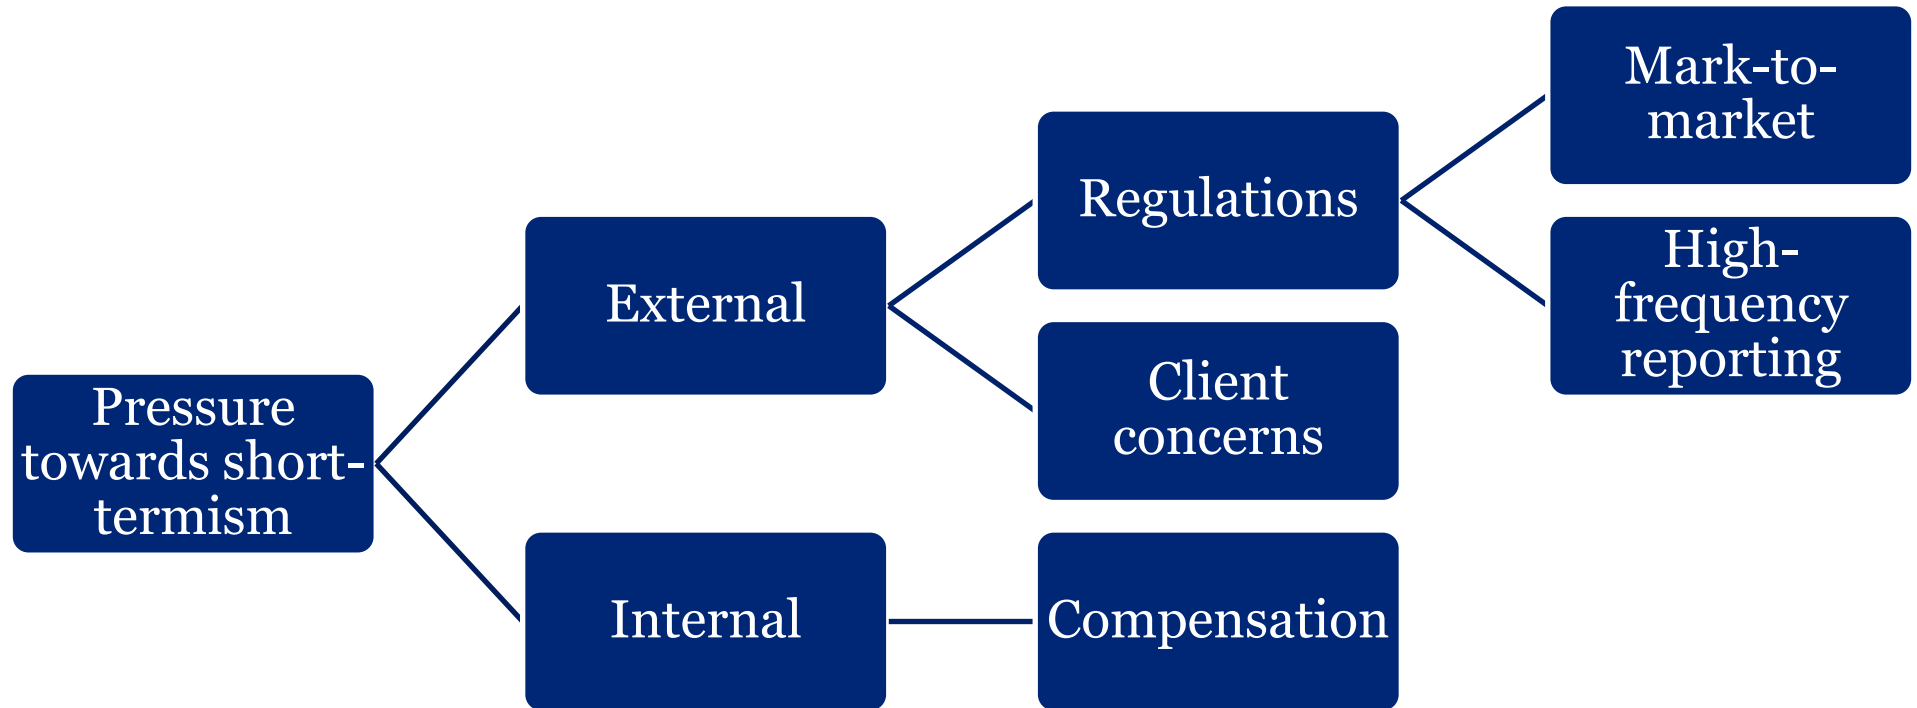 Pressure
towards short-
termism
External
Internal
Regulations
Client
concerns
Compensation
Mark-to-
market
High-
frequency
reporting